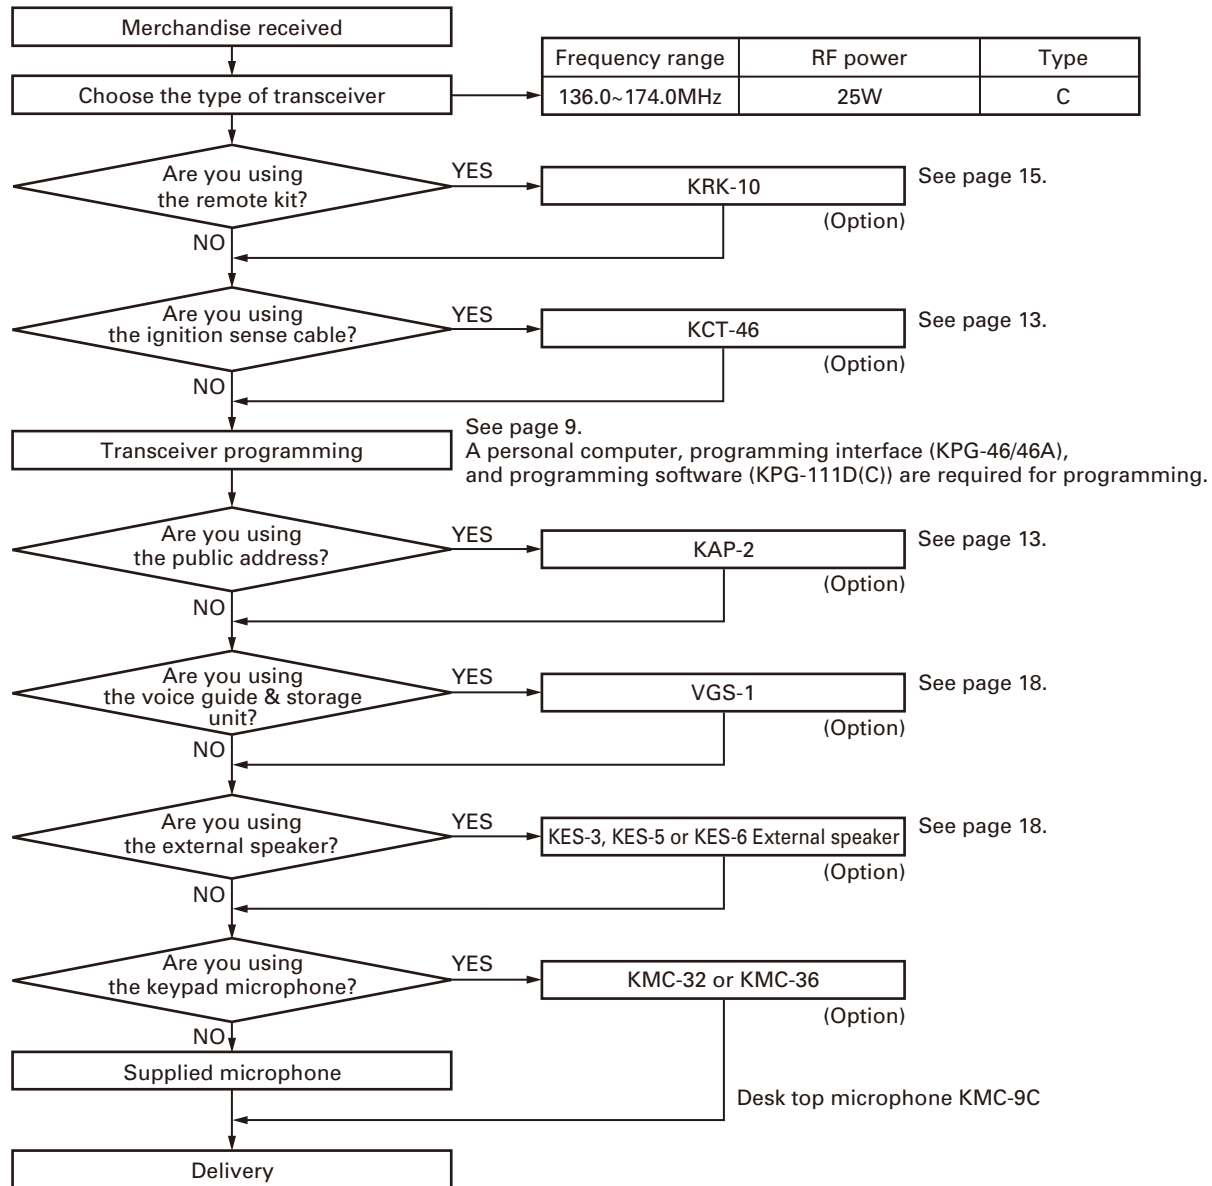 Merchandise received
Choose the type of transceiver
Frequency range RF power Type
136.0~174.0MHz 25W C
Are you using
the remote kit?
YES
KRK-10
See page 15.
(Option)
NO
Are you using
the ignition sense cable?
YES
KCT-46
See page 13.
(Option)
NO
Transceiver programming
See page 9.
A personal computer, programming interface (KPG-46/46A),
and programming software (KPG-111D(C)) are required for programming.
Are you using
the public address?
YES
KAP-2
See page 13.
(Option)
NO
Are you using
the voice guide & storage
unit?
YES
VGS-1
See page 18.
(Option)
NO
Are you using
the external speaker?
YES
KES-3, KES-5 or KES-6 External speaker
See page 18.
(Option)
NO
Are you using
the keypad microphone?
YES
KMC-32 or KMC-36
(Option)
NO
Supplied microphone
Desk top microphone KMC-9C
Delivery